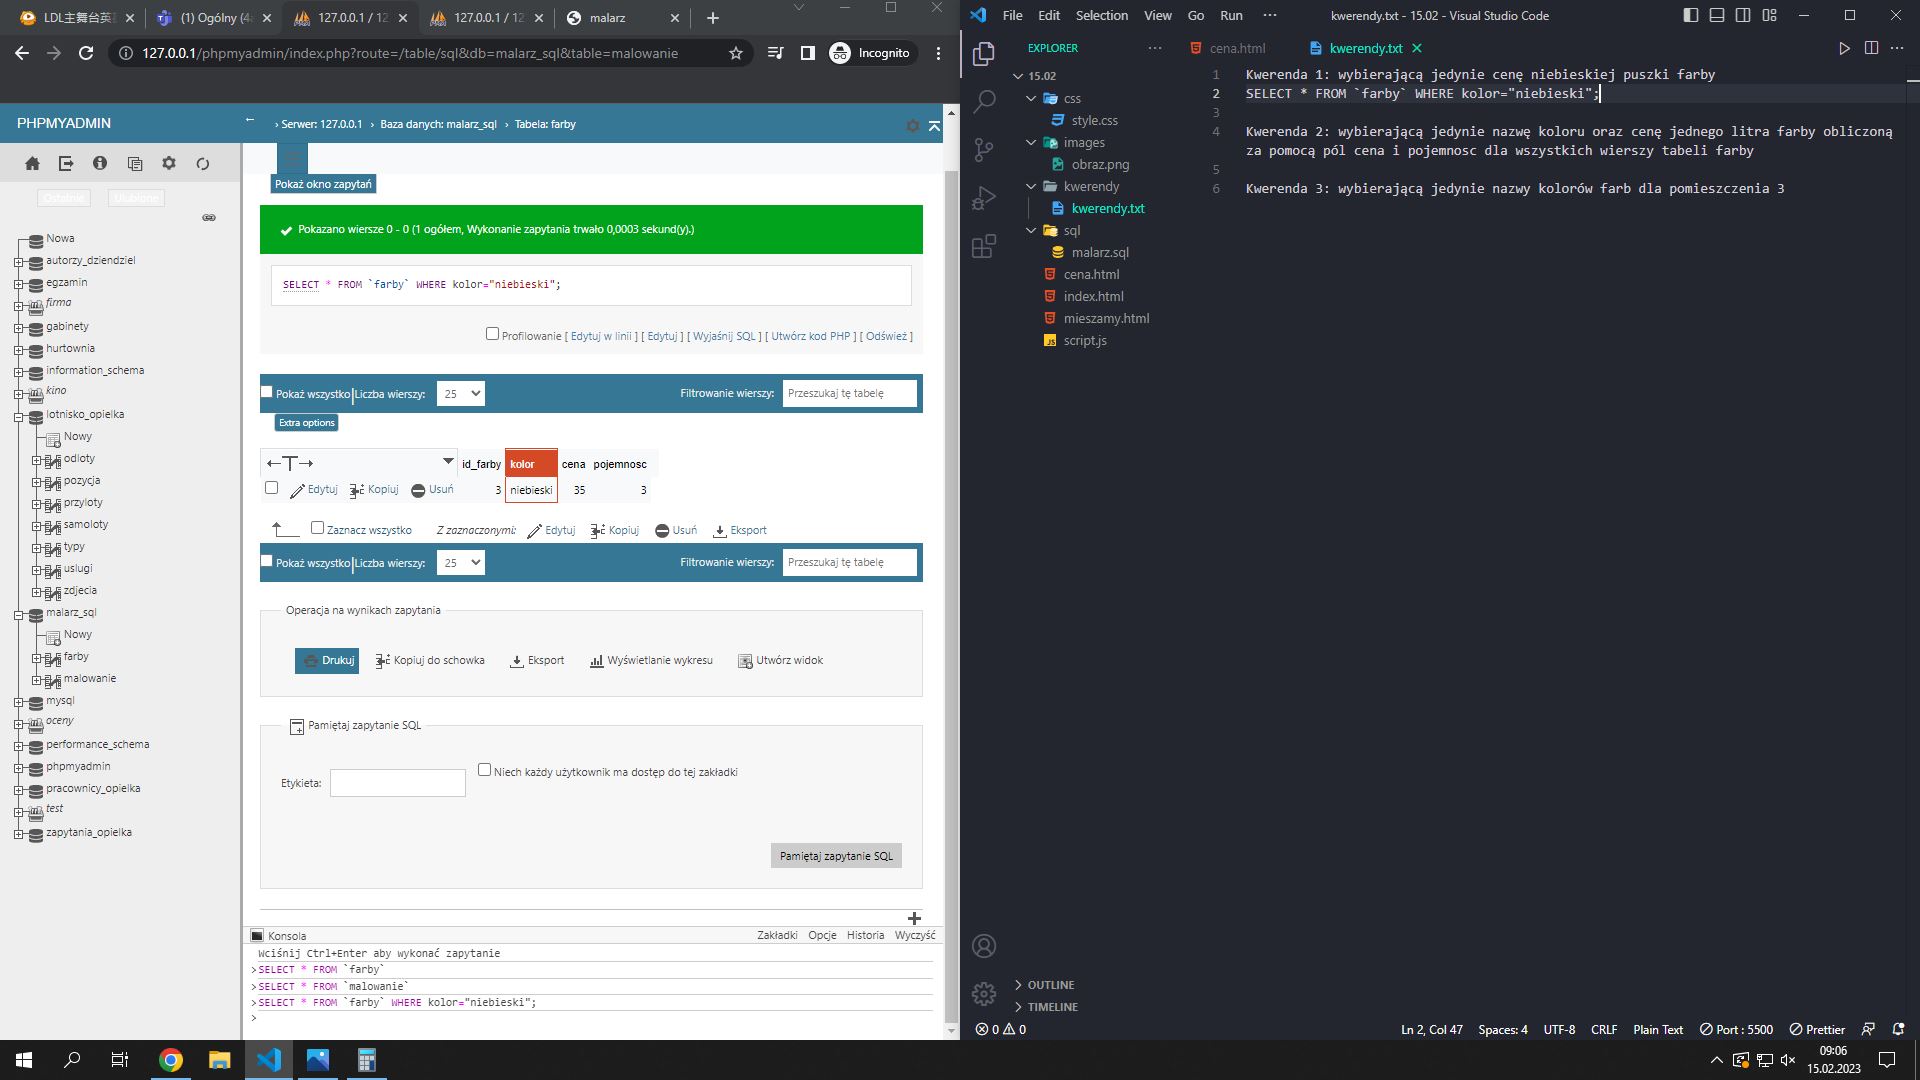 LDL主舞台英
(1) Ogólny (4a
127.0.0.1 / 12
127.0.0.1 / 12
malarz
127.0.0.1/phpmyadmin/index.php?route=/table/sql&db=malarz_sql&table=malowanie
Incognito
PHPMYADMIN
Ostatnie
Ulubione
Nowa
autorzy_dziendziel
egzamin
firma
gabinety
hurtownia
information_schema
kino
lotnisko_opielka
Nowy
odloty
pozycja
przyloty
samoloty
typy
uslugi
zdjecia
malarz_sql
Nowy
farby
malowanie
mysql
oceny
performance_schema
phpmyadmin
pracownicy_opielka
test
zapytania_opielka
› Serwer: 127.0.0.1 › Baza danych: malarz_sql › Tabela: farby
Pokaż okno zapytań
Pokazano wiersze 0 - 0 (1 ogółem, Wykonanie zapytania trwało 0,0003 sekund(y).)
SELECT * FROM `farby` WHERE kolor="niebieski";
Profilowanie [ Edytuj w linii ] [ Edytuj ] [ Wyjaśnij SQL ] [ Utwórz kod PHP ] [ Odśwież ]
Pokaż wszystko Liczba wierszy: 25 Filtrowanie wierszy: Przeszukaj tę tabelę
Extra options
←T→ id_farby kolor cena pojemnosc
Edytuj Kopiuj Usuń 3 niebieski 35 3
Zaznacz wszystko Z zaznaczonymi: Edytuj Kopiuj Usuń Eksport
Pokaż wszystko Liczba wierszy: 25 Filtrowanie wierszy: Przeszukaj tę tabelę
Operacja na wynikach zapytania
Drukuj Kopiuj do schowka Eksport Wyświetlanie wykresu Utwórz widok
Pamiętaj zapytanie SQL
Etykieta: Niech każdy użytkownik ma dostęp do tej zakładki
Pamiętaj zapytanie SQL
Konsola Zakładki Opcje Historia Wyczyść
Wciśnij Ctrl+Enter aby wykonać zapytanie
>SELECT * FROM `farby`
>SELECT * FROM `malowanie`
>SELECT * FROM `farby` WHERE kolor="niebieski";
>
File Edit Selection View Go Run ··· kwerendy.txt - 15.02 - Visual Studio Code
EXPLORER ···
15.02
css
style.css
images
obraz.png
kwerendy
kwerendy.txt
sql
malarz.sql
cena.html
index.html
mieszamy.html
JS script.js
OUTLINE
TIMELINE
cena.html kwerendy.txt
1 Kwerenda 1: wybierającą jedynie cenę niebieskiej puszki farby
2 SELECT * FROM `farby` WHERE kolor="niebieski";
3
4 Kwerenda 2: wybierającą jedynie nazwę koloru oraz cenę jednego litra farby obliczoną
za pomocą pól cena i pojemnosc dla wszystkich wierszy tabeli farby
5
6 Kwerenda 3: wybierającą jedynie nazwy kolorów farb dla pomieszczenia 3
0 0 Ln 2, Col 47 Spaces: 4 UTF-8 CRLF Plain Text Port : 5500 Prettier
09:06
15.02.2023